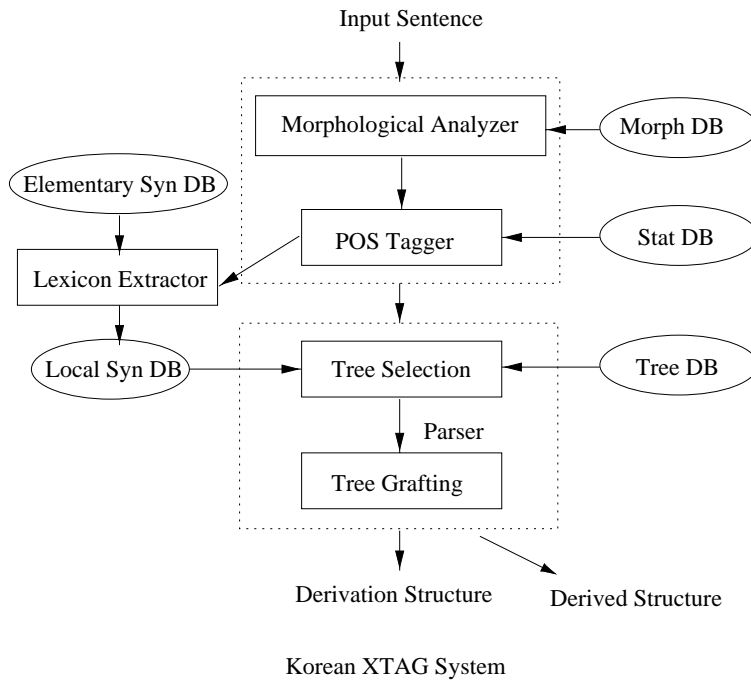 Input Sentence
Morphological Analyzer
Morph DB
Elementary Syn DB
POS Tagger
Stat DB
Lexicon Extractor
Local Syn DB
Tree Selection
Tree DB
Parser
Tree Grafting
Derivation Structure
Derived Structure
Korean XTAG System